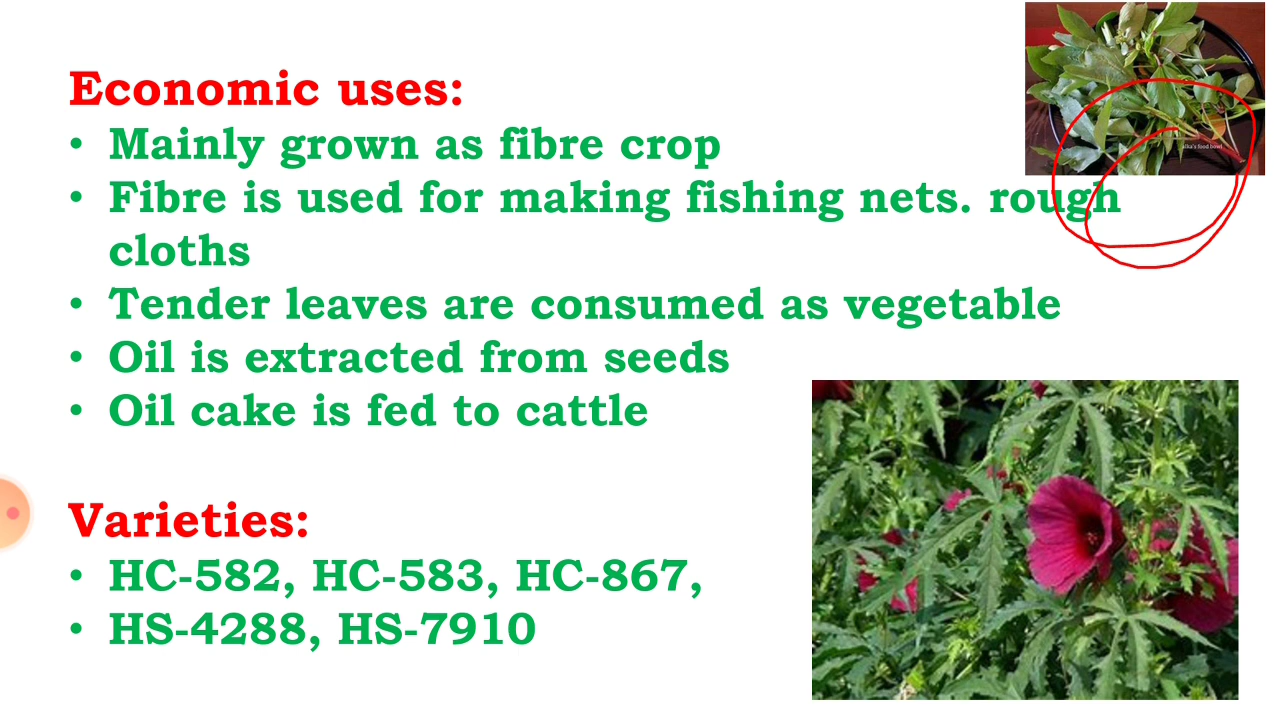 Economic uses:
• Mainly grown as fibre crop
• Fibre is used for making fishing nets. rough
cloths
• Tender leaves are consumed as vegetable
• Oil is extracted from seeds
• Oil cake is fed to cattle
Varieties:
• HC-582, HC-583, HC-867,
• HS-4288, HS-7910